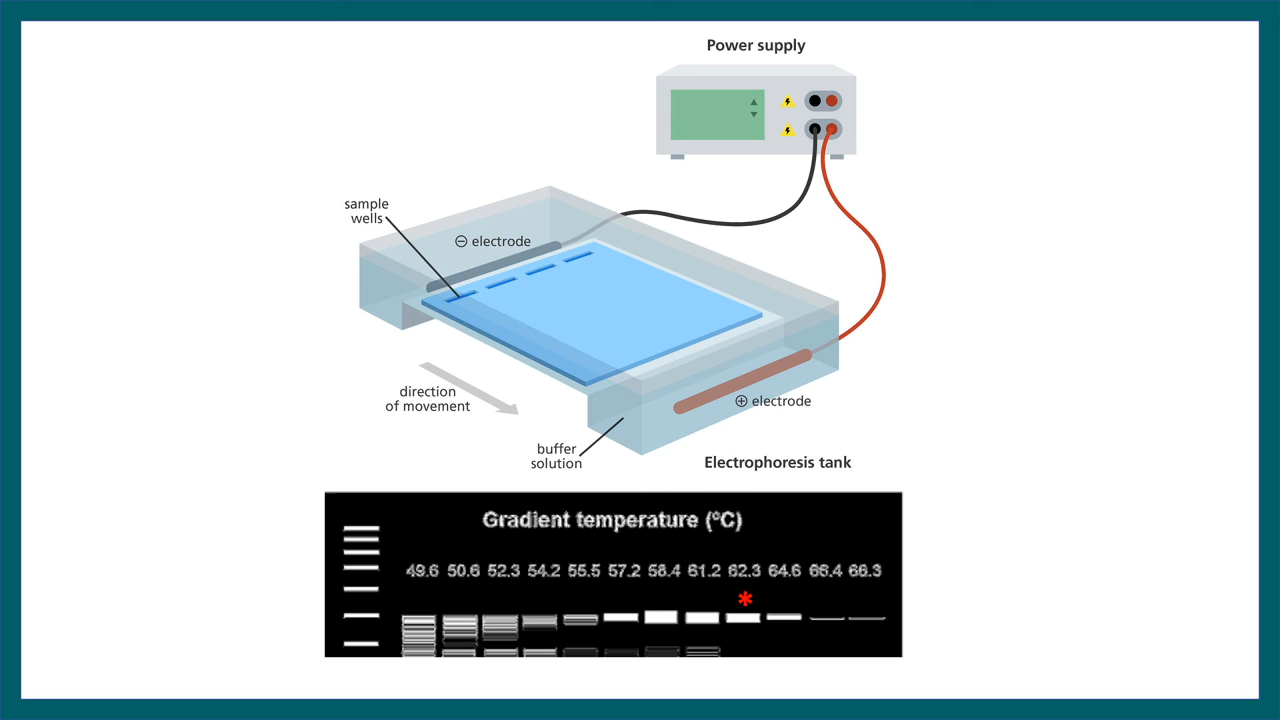 Power supply
sample
wells
⊖ electrode
direction
of movement
⊕ electrode
buffer
solution
Electrophoresis tank
Gradient temperature (ºC)
49.6 50.6 52.3 54.2 55.5 57.2 58.4 61.2 62.3 64.6 66.4 66.3
*